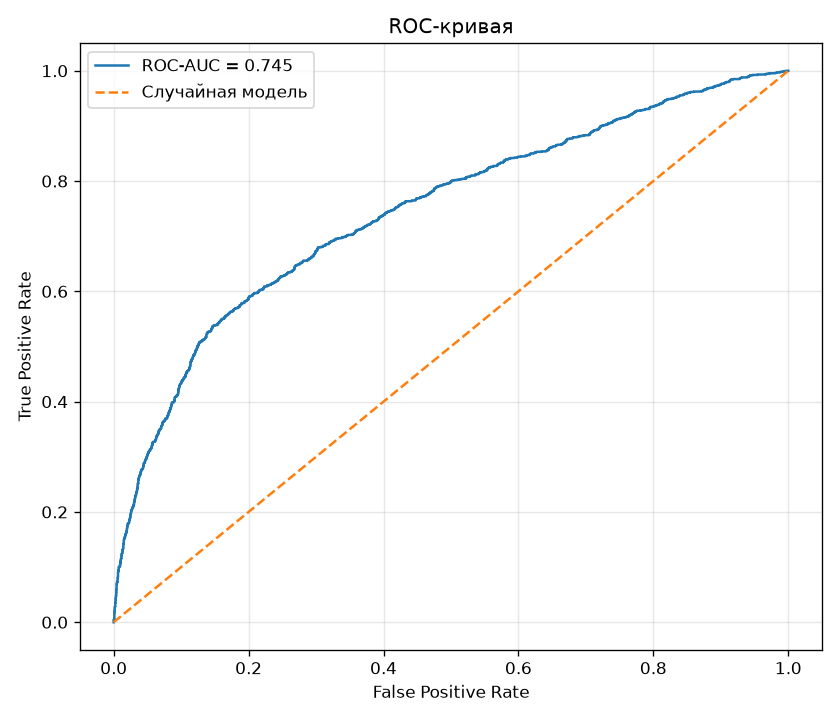 ROC-кривая
ROC-AUC = 0.745
Случайная модель
True Positive Rate
1.0
0.8
0.6
0.4
0.2
0.0
0.0 0.2 0.4 0.6 0.8 1.0
False Positive Rate